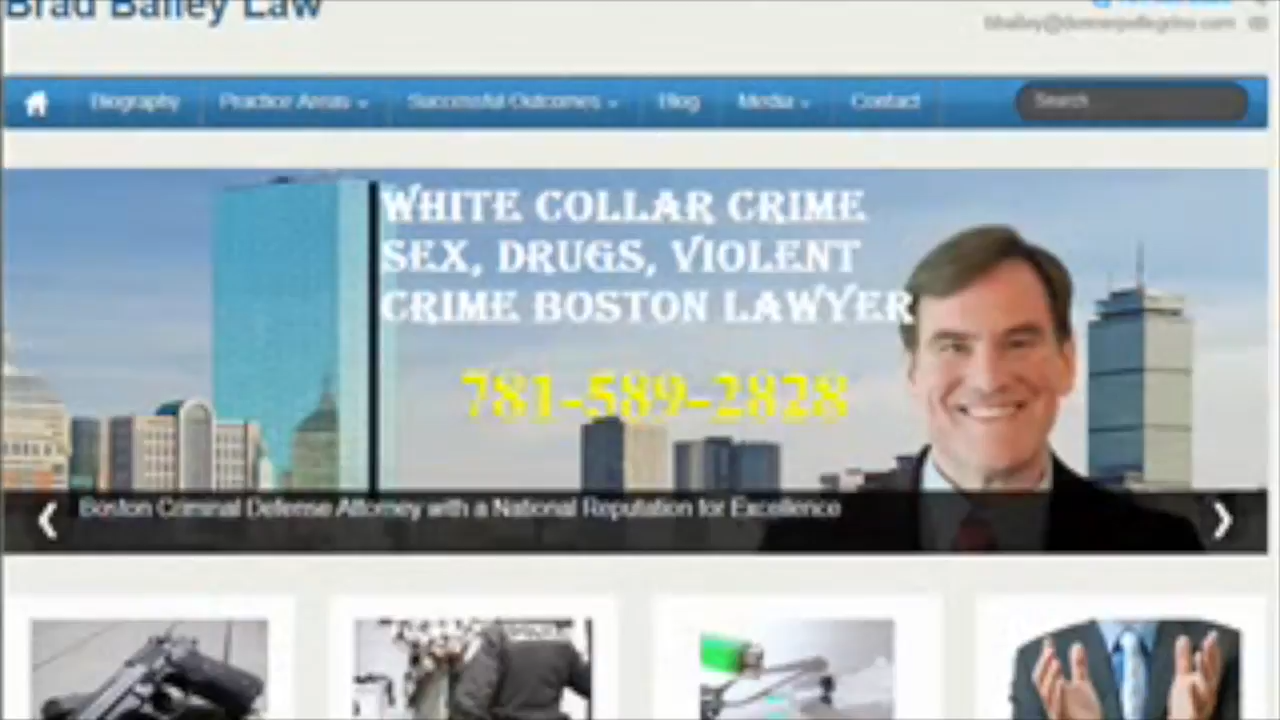 Brad Bailey Law
Biography Practice Areas Successful Outcomes Blog Media Contact Search
WHITE COLLAR CRIME
SEX, DRUGS, VIOLENT
CRIME BOSTON LAWYER
781-589-2828
Boston Criminal Defense Attorney with a National Reputation for Excellence